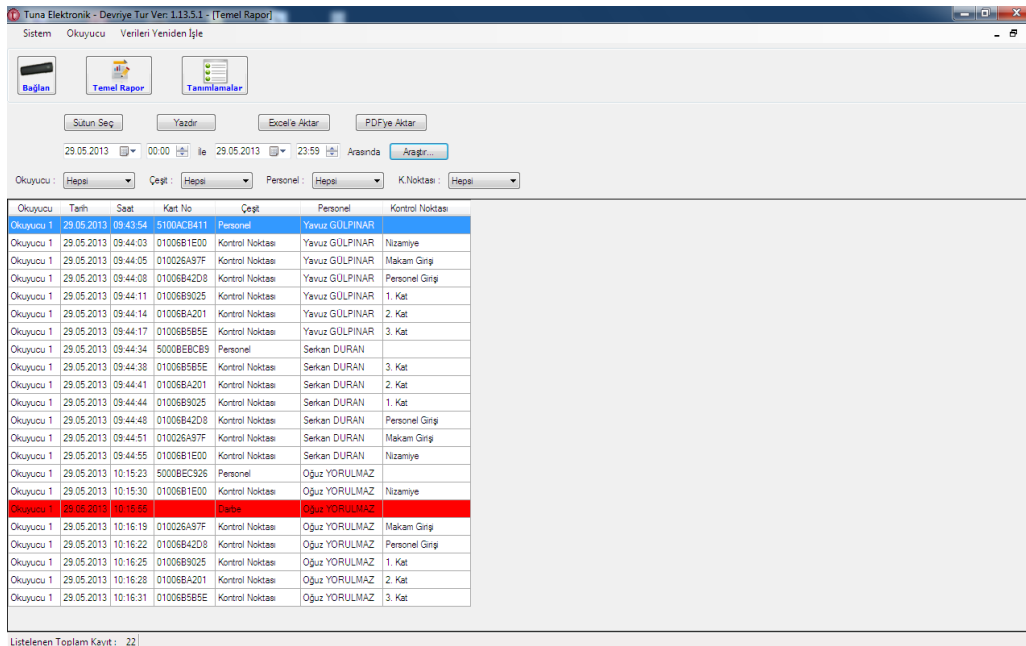 Tuna Elektronik - Devriye Tur Ver: 1.13.5.1 - [Temel Rapor]
Sistem Okuyucu Verileri Yeniden İşle
Bağlan Temel Rapor Tanımlamalar
Sütun Seç Yazdır Excel'e Aktar PDF'ye Aktar
29.05.2013 00:00 ile 29.05.2013 23:59 Arasında Araştır...
Okuyucu : Hepsi Çeşit : Hepsi Personel : Hepsi K.Noktası : Hepsi
Okuyucu Tarih Saat Kart No Çeşit Personel Kontrol Noktası
Okuyucu 1 29.05.2013 09:43:54 5100ACB411 Personel Yavuz GÜLPINAR
Okuyucu 1 29.05.2013 09:44:03 01006B1E00 Kontrol Noktası Yavuz GÜLPINAR Nizamiye
Okuyucu 1 29.05.2013 09:44:05 010026A97F Kontrol Noktası Yavuz GÜLPINAR Makam Girişi
Okuyucu 1 29.05.2013 09:44:08 01006B42D8 Kontrol Noktası Yavuz GÜLPINAR Personel Girişi
Okuyucu 1 29.05.2013 09:44:11 01006B9025 Kontrol Noktası Yavuz GÜLPINAR 1. Kat
Okuyucu 1 29.05.2013 09:44:14 01006BA201 Kontrol Noktası Yavuz GÜLPINAR 2. Kat
Okuyucu 1 29.05.2013 09:44:17 01006B5B5E Kontrol Noktası Yavuz GÜLPINAR 3. Kat
Okuyucu 1 29.05.2013 09:44:34 5000BEBCB9 Personel Serkan DURAN
Okuyucu 1 29.05.2013 09:44:38 01006B5B5E Kontrol Noktası Serkan DURAN 3. Kat
Okuyucu 1 29.05.2013 09:44:41 01006BA201 Kontrol Noktası Serkan DURAN 2. Kat
Okuyucu 1 29.05.2013 09:44:44 01006B9025 Kontrol Noktası Serkan DURAN 1. Kat
Okuyucu 1 29.05.2013 09:44:48 01006B42D8 Kontrol Noktası Serkan DURAN Personel Girişi
Okuyucu 1 29.05.2013 09:44:51 010026A97F Kontrol Noktası Serkan DURAN Makam Girişi
Okuyucu 1 29.05.2013 09:44:55 01006B1E00 Kontrol Noktası Serkan DURAN Nizamiye
Okuyucu 1 29.05.2013 10:15:23 5000BEC926 Personel Oğuz YORULMAZ
Okuyucu 1 29.05.2013 10:15:30 01006B1E00 Kontrol Noktası Oğuz YORULMAZ Nizamiye
Okuyucu 1 29.05.2013 10:15:55 Darbe Oğuz YORULMAZ
Okuyucu 1 29.05.2013 10:16:19 010026A97F Kontrol Noktası Oğuz YORULMAZ Makam Girişi
Okuyucu 1 29.05.2013 10:16:22 01006B42D8 Kontrol Noktası Oğuz YORULMAZ Personel Girişi
Okuyucu 1 29.05.2013 10:16:25 01006B9025 Kontrol Noktası Oğuz YORULMAZ 1. Kat
Okuyucu 1 29.05.2013 10:16:28 01006BA201 Kontrol Noktası Oğuz YORULMAZ 2. Kat
Okuyucu 1 29.05.2013 10:16:31 01006B5B5E Kontrol Noktası Oğuz YORULMAZ 3. Kat
Listelenen Toplam Kayıt : 22